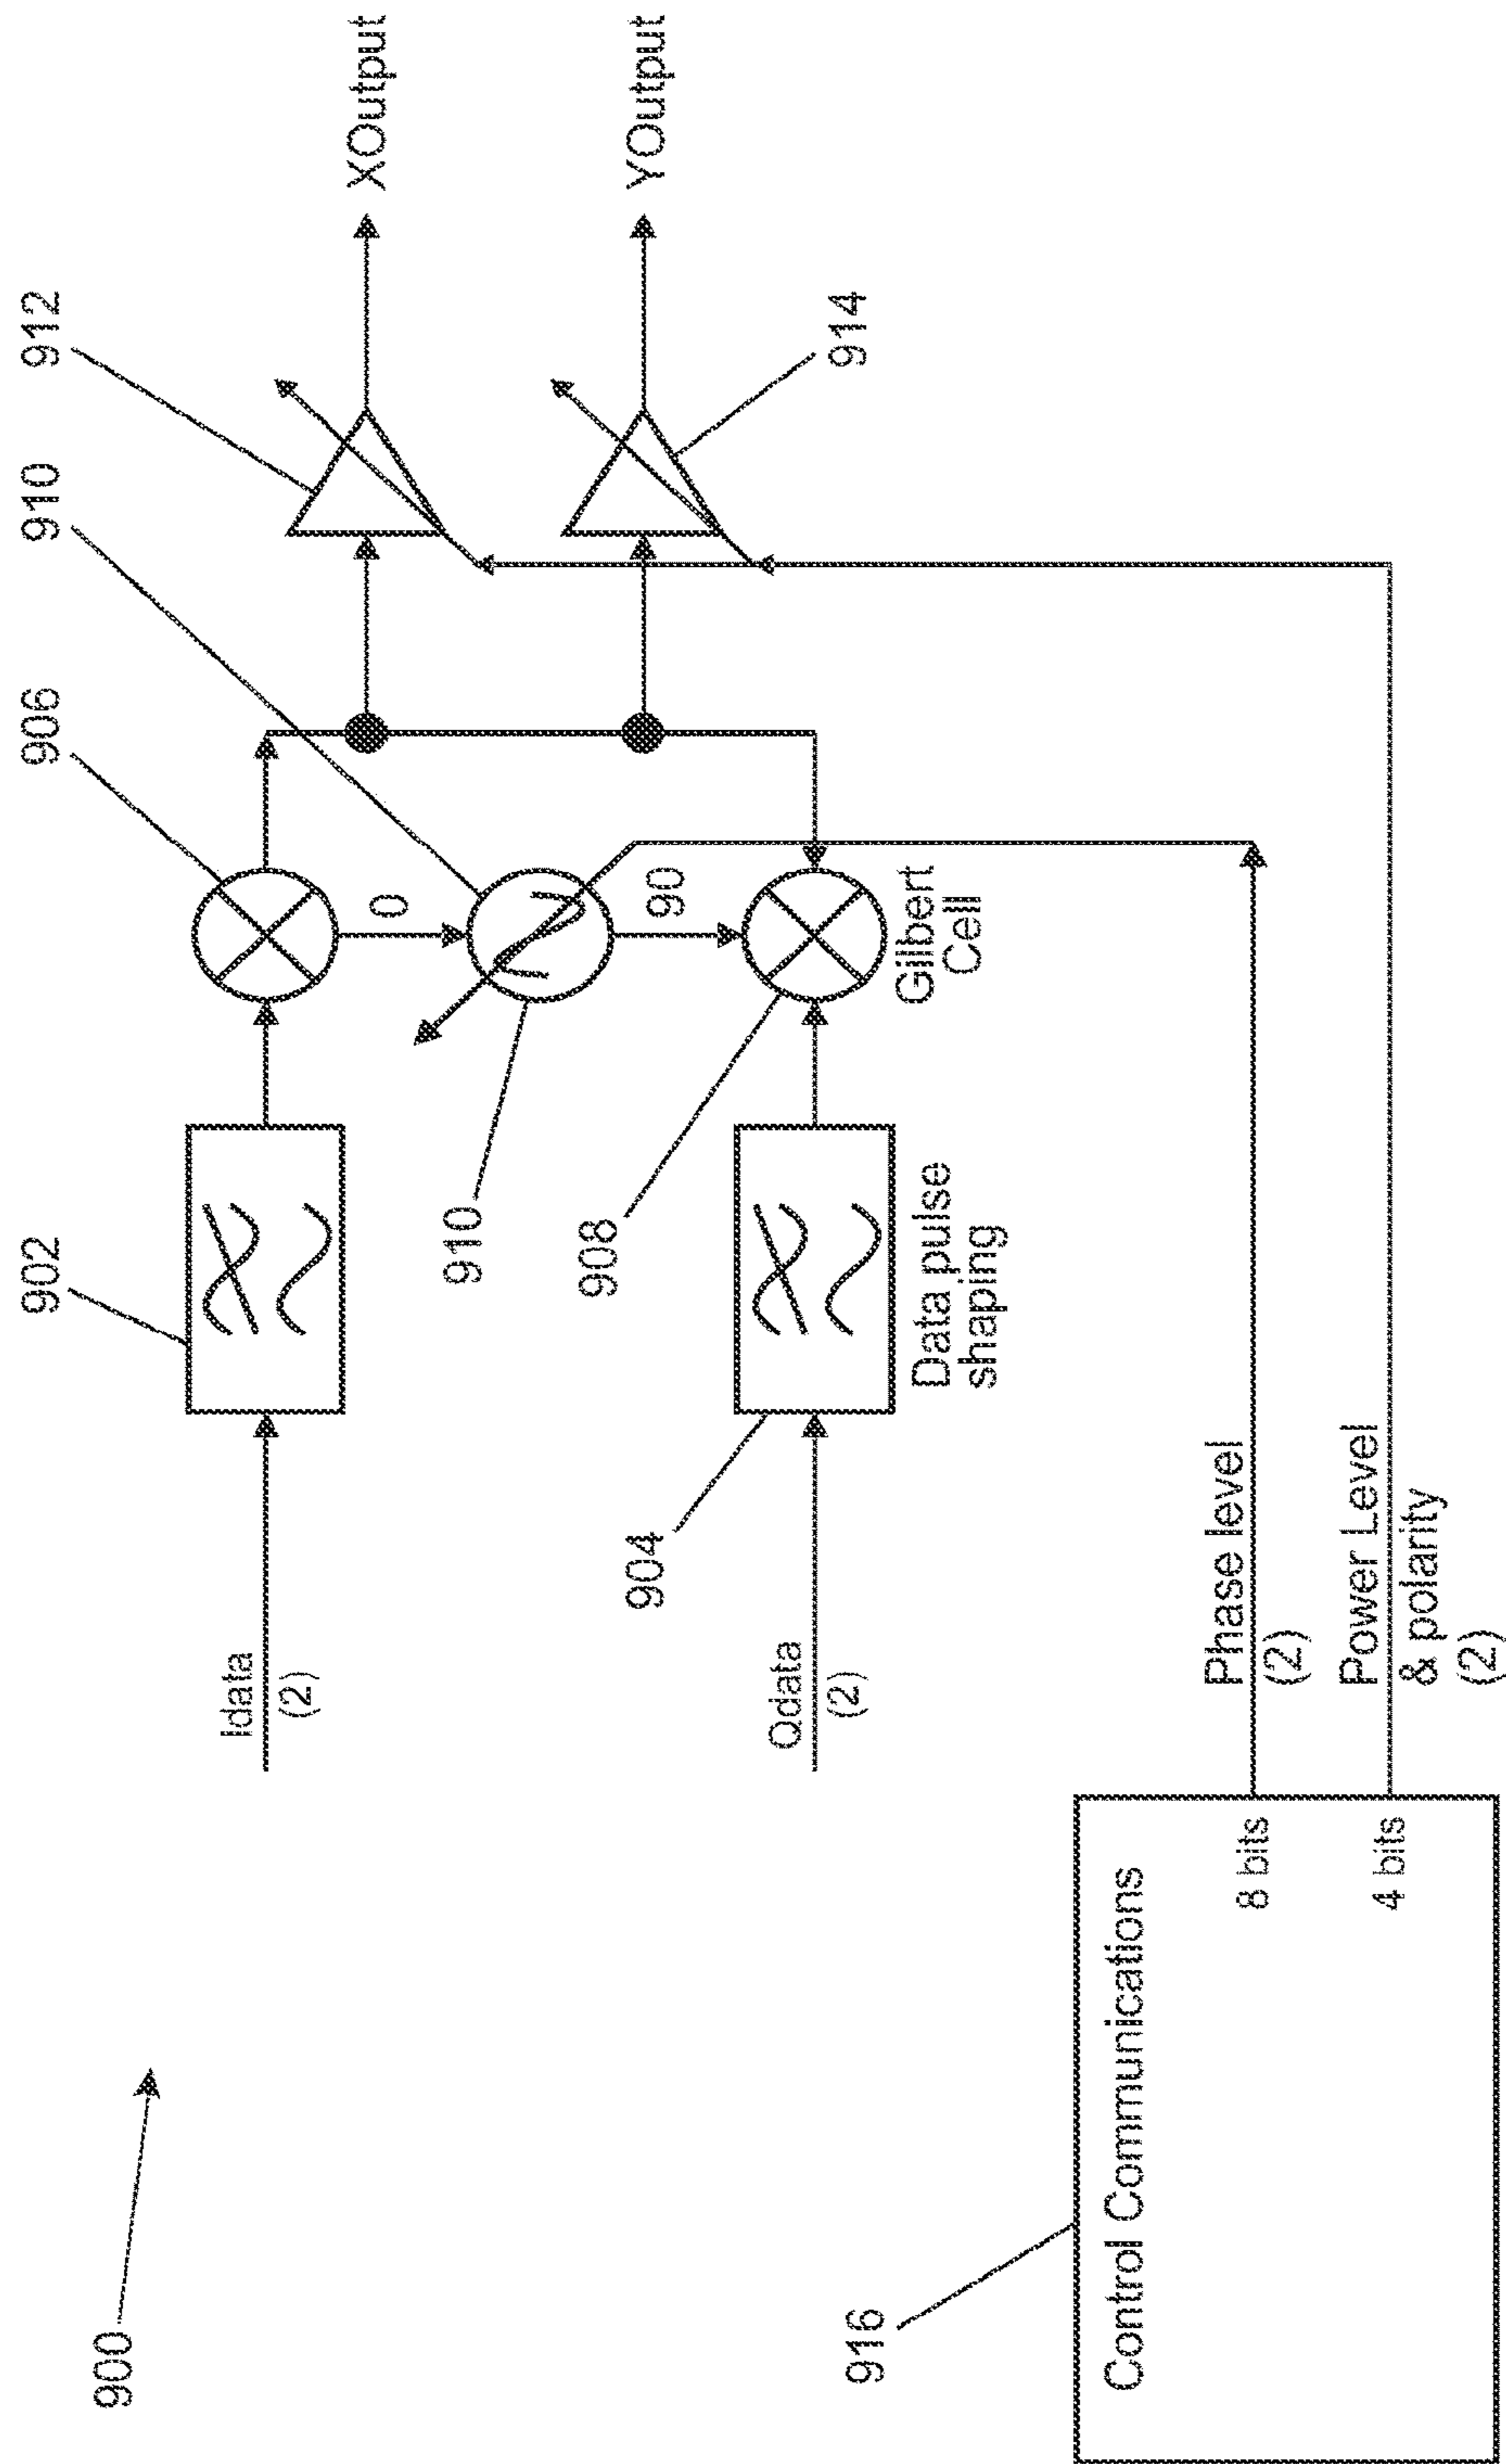 900
902
906
910
912
Idata
(2)
XOutput
0
910
90
908
904
Qdata
(2)
YOutput
Data pulse
shaping
Gilbert
Cell
914
916
Control Communications
8 bits
4 bits
Phase level
(2)
Power Level
& polarity
(2)